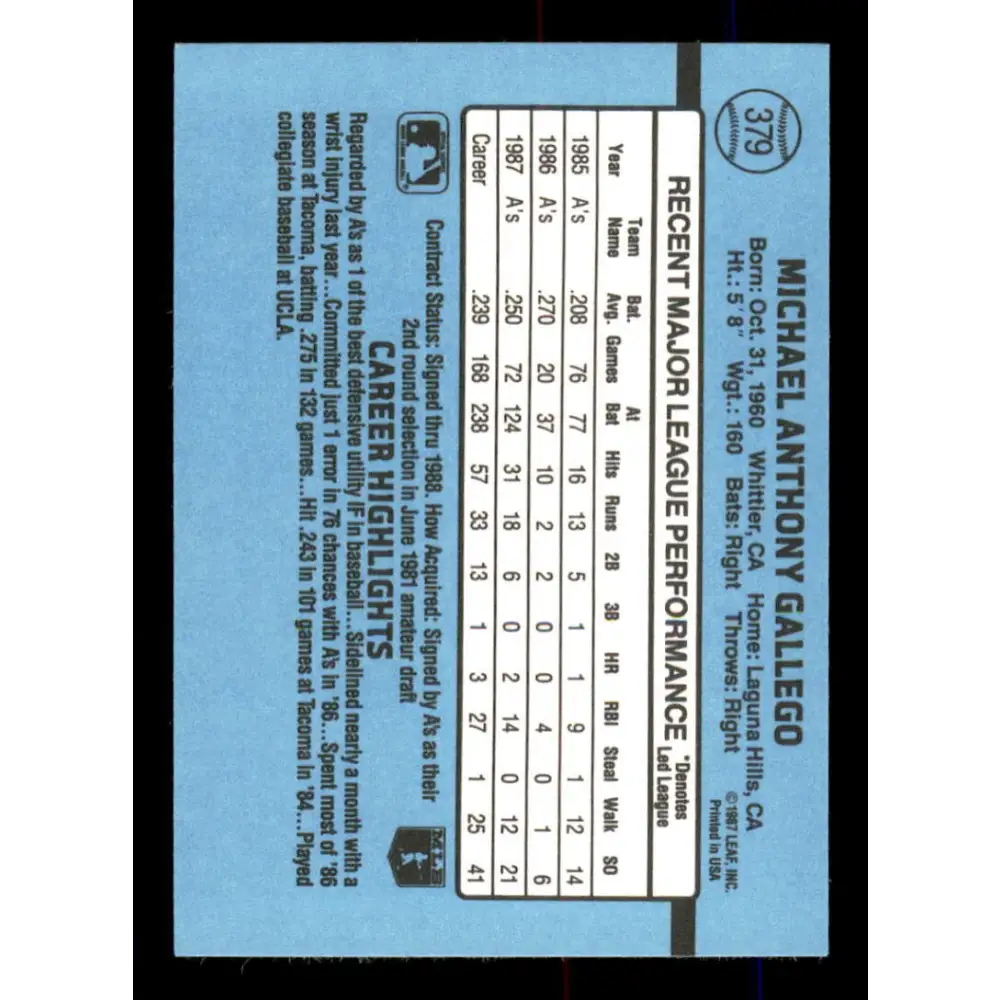 379
MICHAEL ANTHONY GALLEGO
Born: Oct. 31, 1960 Whittier, CA Home: Laguna Hills, CA
Ht.: 5'8" Wgt.: 160 Bats: Right Throws: Right
©1987 LEAF, INC.
Printed in USA
RECENT MAJOR LEAGUE PERFORMANCE
*Denotes
Led League
Year Team Name Bat. Avg. Games At Bat Hits Runs 2B 3B HR RBI Steal Walk SO
1985 A's .208 76 77 16 13 5 1 1 9 1 12 14
1986 A's .270 20 37 10 2 2 0 0 4 0 1 6
1987 A's .250 72 124 31 18 6 0 2 14 0 12 21
Career .239 168 238 57 33 13 1 3 27 1 25 41
Contract Status: Signed thru 1988. How Acquired: Signed by A's as their
2nd round selection in June 1981 amateur draft
CAREER HIGHLIGHTS
Regarded by A's as 1 of the best defensive utility IF in baseball...Sidelined nearly a month with a
wrist injury last year...Committed just 1 error in 76 chances with A's in '86...Spent most of '86
season at Tacoma, batting .275 in 132 games...Hit .243 in 101 games at Tacoma in '84...Played
collegiate baseball at UCLA.